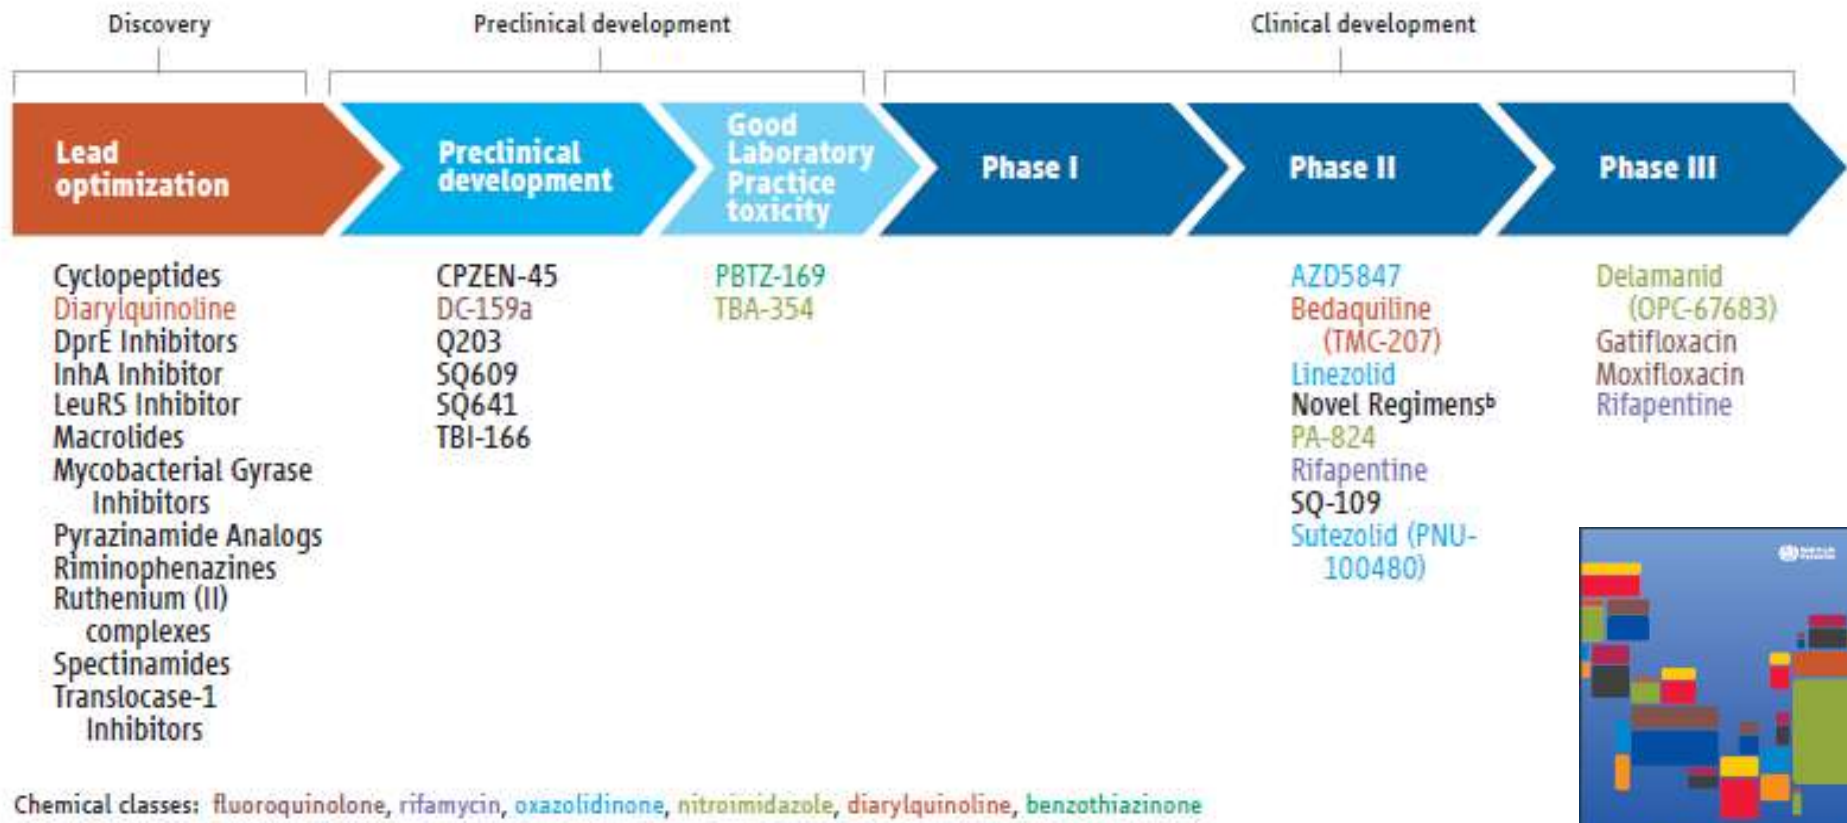 Discovery
Preclinical development
Clinical development
Lead
optimization
Preclinical
development
Good
Laboratory
Practice
toxicity
Phase I
Phase II
Phase III
Cyclopeptides
Diarylquinoline
DprE Inhibitors
InhA Inhibitor
LeuRS Inhibitor
Macrolides
Mycobacterial Gyrase
Inhibitors
Pyrazinamide Analogs
Riminophenazines
Ruthenium (II)
complexes
Spectinamides
Translocase-1
Inhibitors
CPZEN-45
DC-159a
Q203
SQ609
SQ641
TBI-166
PBTZ-169
TBA-354
AZD5847
Bedaquiline
(TMC-207)
Linezolid
Novel Regimensᵇ
PA-824
Rifapentine
SQ-109
Sutezolid (PNU-
100480)
Delamanid
(OPC-67683)
Gatifloxacin
Moxifloxacin
Rifapentine
Chemical classes: fluoroquinolone, rifamycin, oxazolidinone, nitroimidazole, diarylquinoline, benzothiazinone